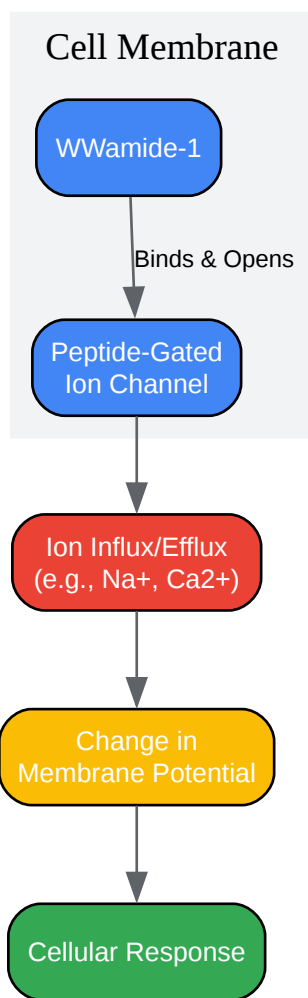 Cell Membrane
WWamide-1
Binds & Opens
Peptide-Gated
Ion Channel
Ion Influx/Efflux
(e.g., Na+, Ca2+)
Change in
Membrane Potential
Cellular Response